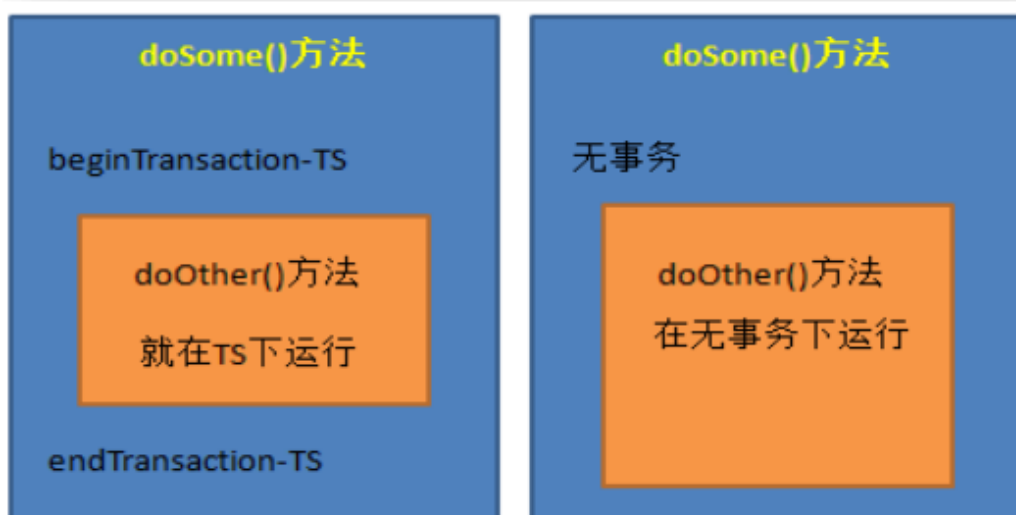 doSome()方法
beginTransaction-TS
doOther()方法
就在TS下运行
endTransaction-TS
doSome()方法
无事务
doOther()方法
在无事务下运行